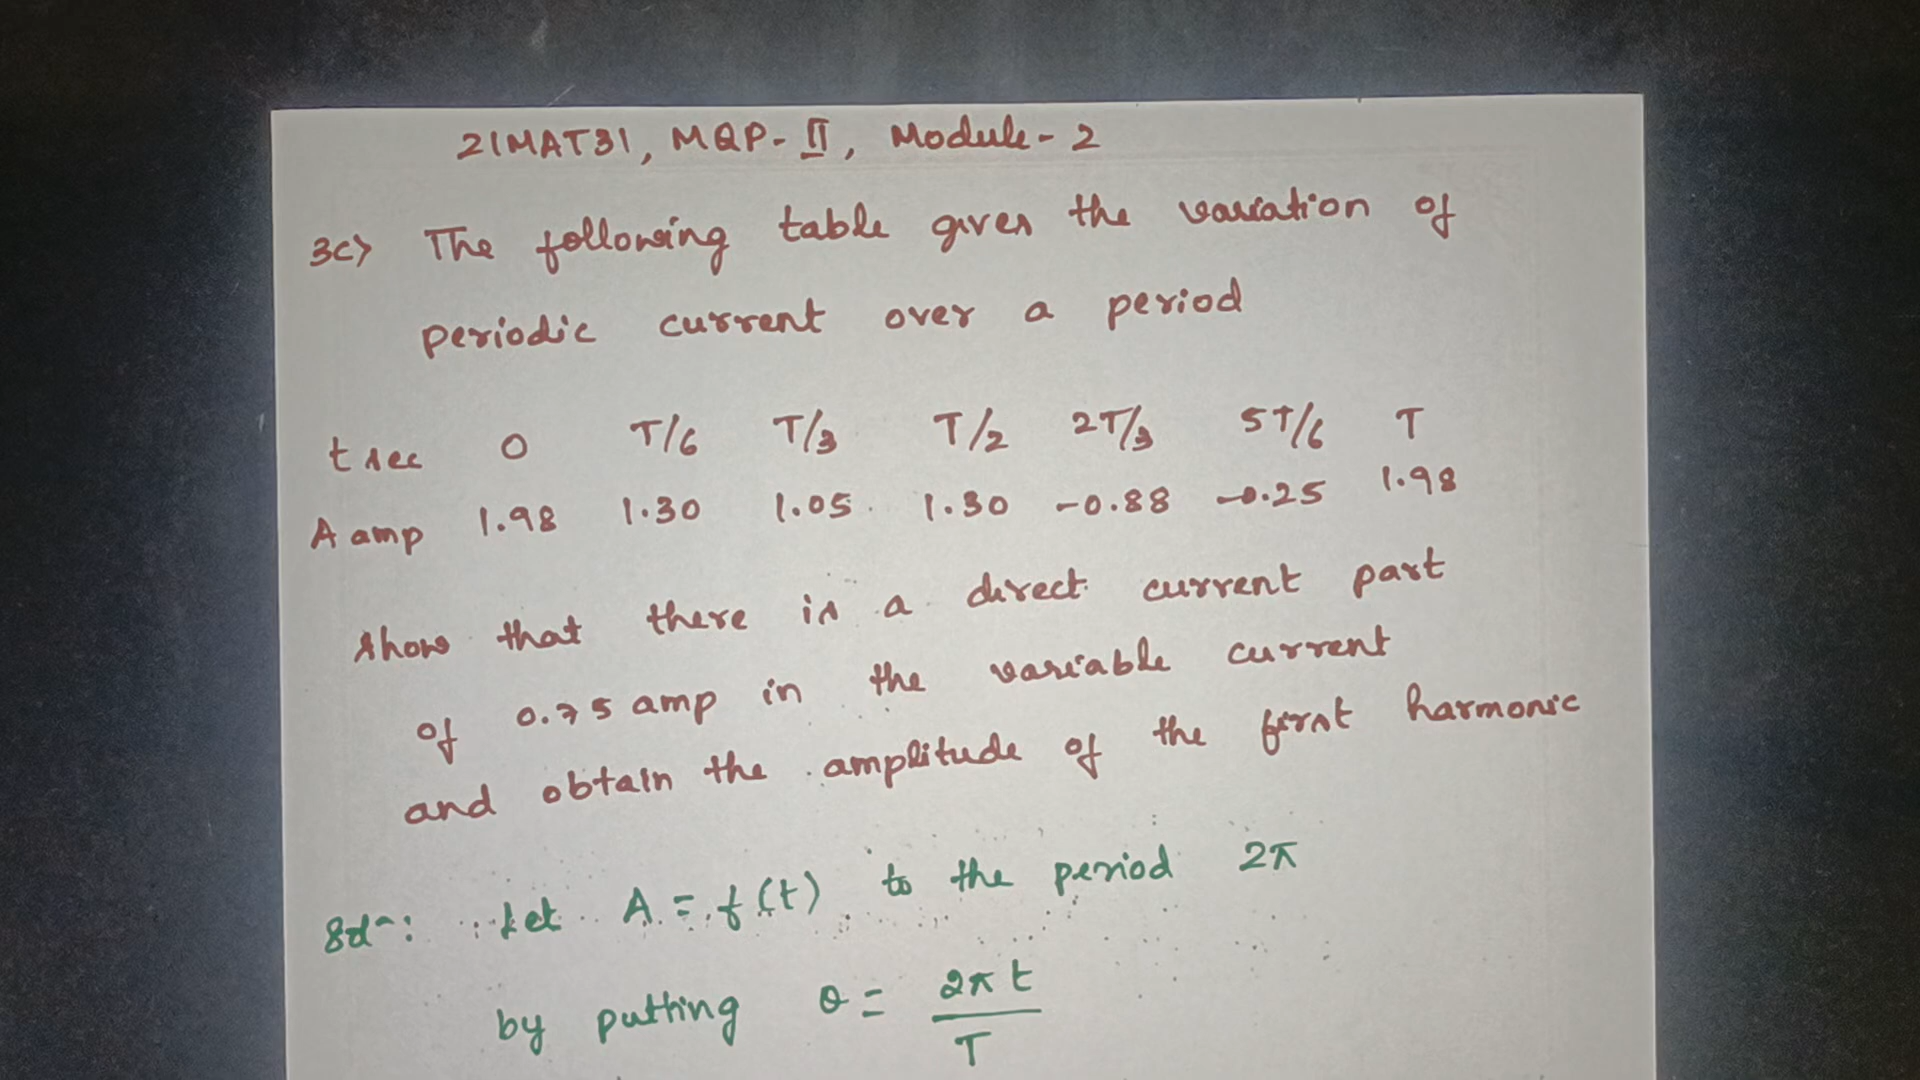 21MAT31, MQP-II, Module-2
3c> The following table gives the variation of
periodic current over a period
t sec 0 T/6 T/3 T/2 2T/3 5T/6 T
A amp 1.98 1.30 1.05 1.30 -0.88 -0.25 1.98
show that there is a direct current part
of 0.75 amp in the variable current
and obtain the amplitude of the first harmonic
Sol^n: Let A = f(t) to the period 2π
by putting θ = 2πt / T